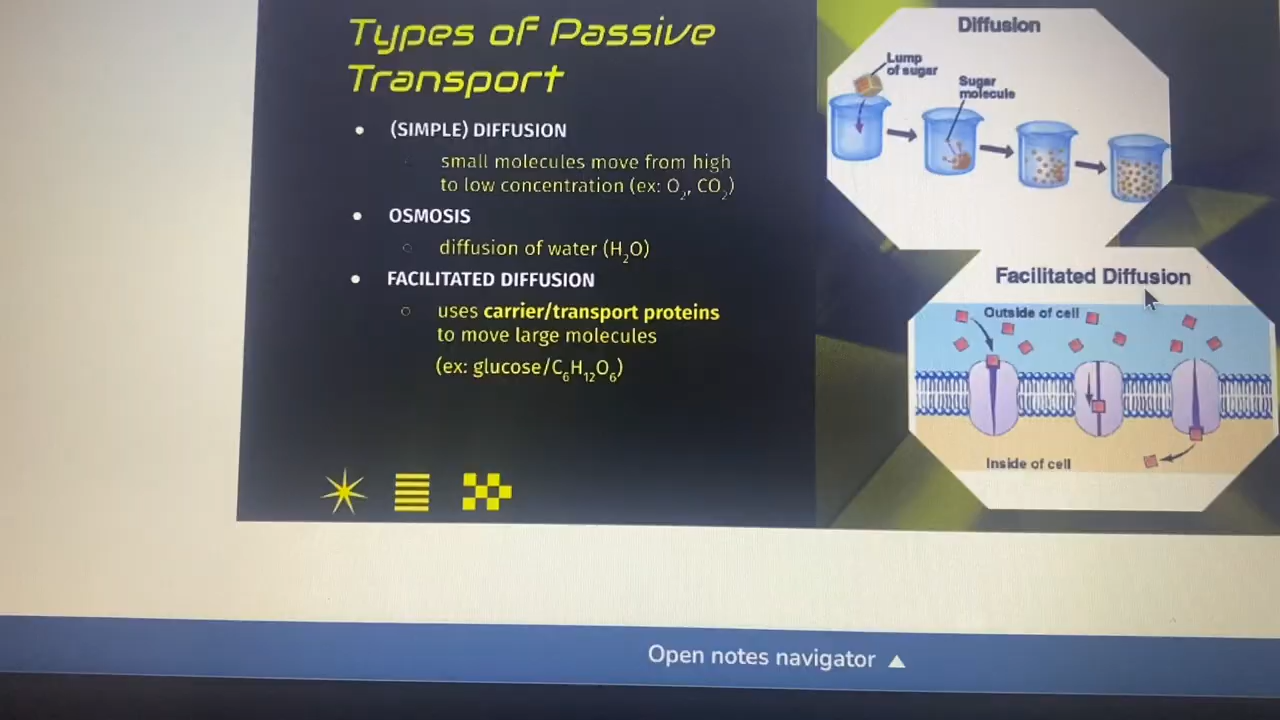 Types of Passive
Transport
• (SIMPLE) DIFFUSION
○ small molecules move from high
to low concentration (ex: O₂, CO₂)
• OSMOSIS
○ diffusion of water (H₂O)
• FACILITATED DIFFUSION
○ uses carrier/transport proteins
to move large molecules
(ex: glucose/C₆H₁₂O₆)
Diffusion
Lump
of sugar
Sugar
molecule
Facilitated Diffusion
Outside of cell
Inside of cell
Open notes navigator ▲